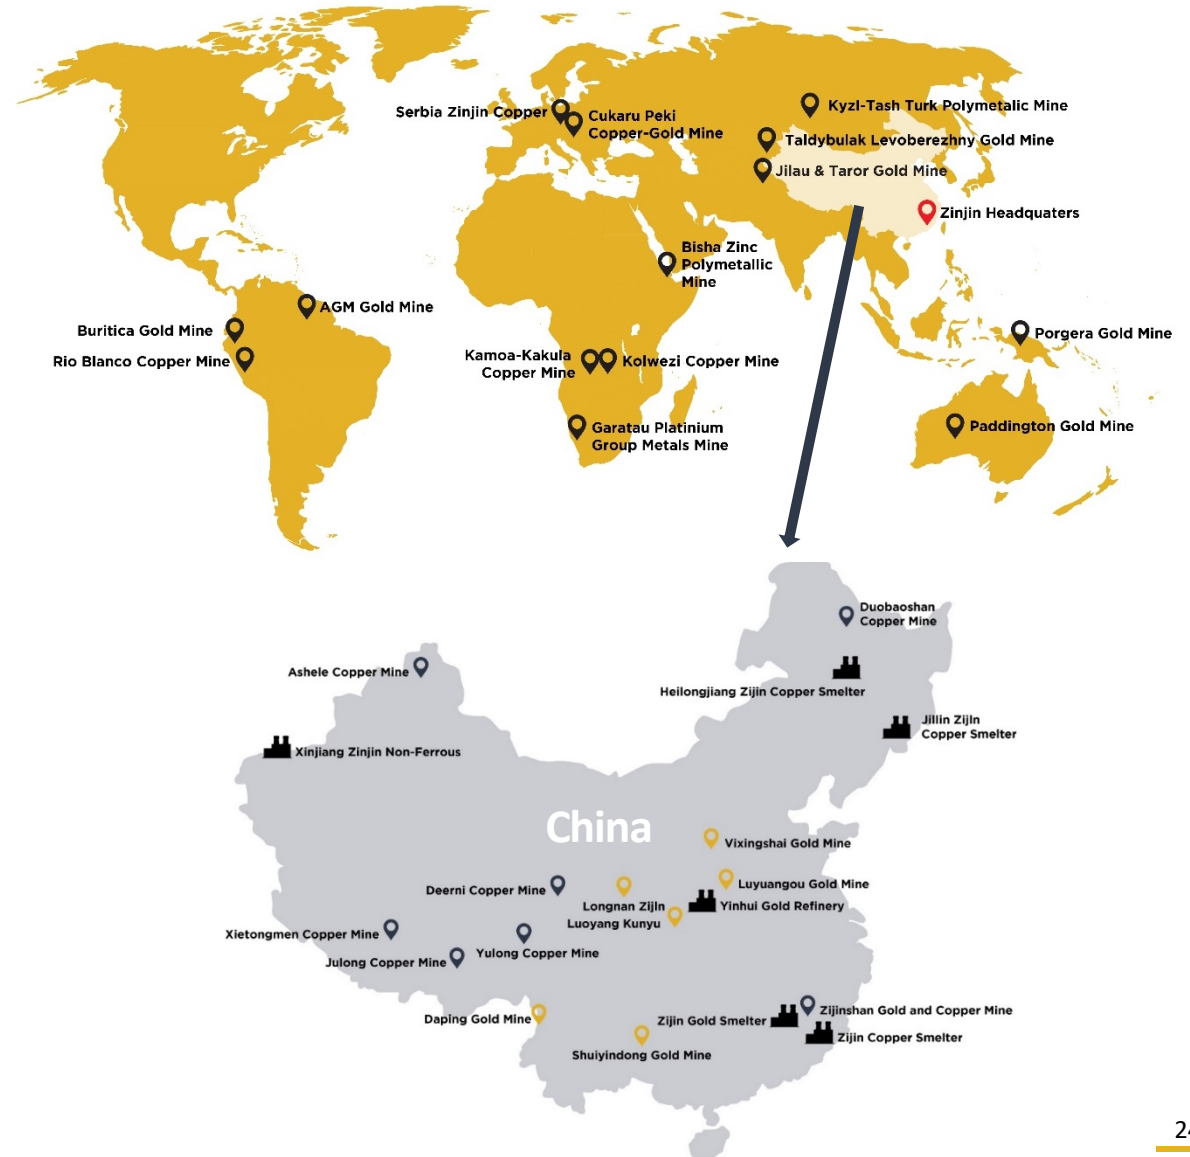 Serbia Zinjin Copper
Cukaru Peki
Copper-Gold Mine
Kyzl-Tash Turk Polymetalic Mine
Taldybulak Levoberezhny Gold Mine
Jilau & Taror Gold Mine
Zinjin Headquaters
Bisha Zinc
Polymetallic
Mine
AGM Gold Mine
Buritica Gold Mine
Rio Blanco Copper Mine
Kamoa-Kakula
Copper Mine
Kolwezi Copper Mine
Porgera Gold Mine
Garatau Platinium
Group Metals Mine
Paddington Gold Mine
Duobaoshan
Copper Mine
Ashele Copper Mine
Heilongjiang Zijin Copper Smelter
Jillin Zijln
Copper Smelter
Xinjiang Zinjin Non-Ferrous
China
Vixingshai Gold Mine
Deerni Copper Mine
Luyuangou Gold Mine
Longnan Zijln
Yinhui Gold Refinery
Luoyang Kunyu
Xietongmen Copper Mine
Yulong Copper Mine
Julong Copper Mine
Daping Gold Mine
Zijinshan Gold and Copper Mine
Zijin Gold Smelter
Zijin Copper Smelter
Shuiyindong Gold Mine
24